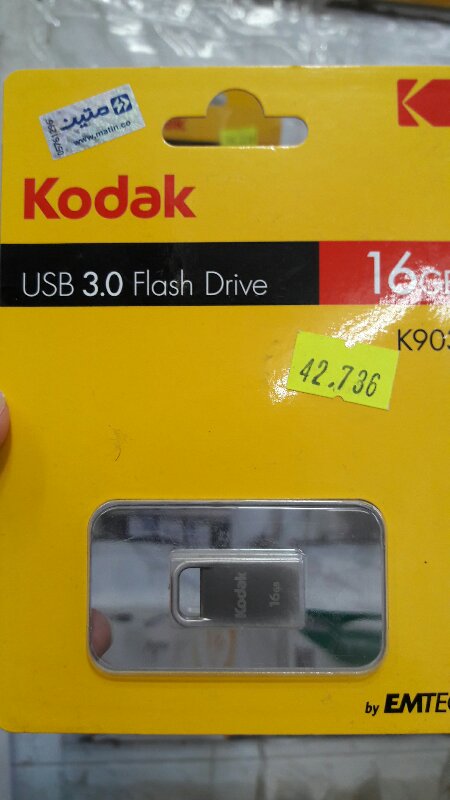 متین
www.matin.co
Kodak
USB 3.0 Flash Drive
16GB
K903
42.736
Kodak
16GB
by EMTEC